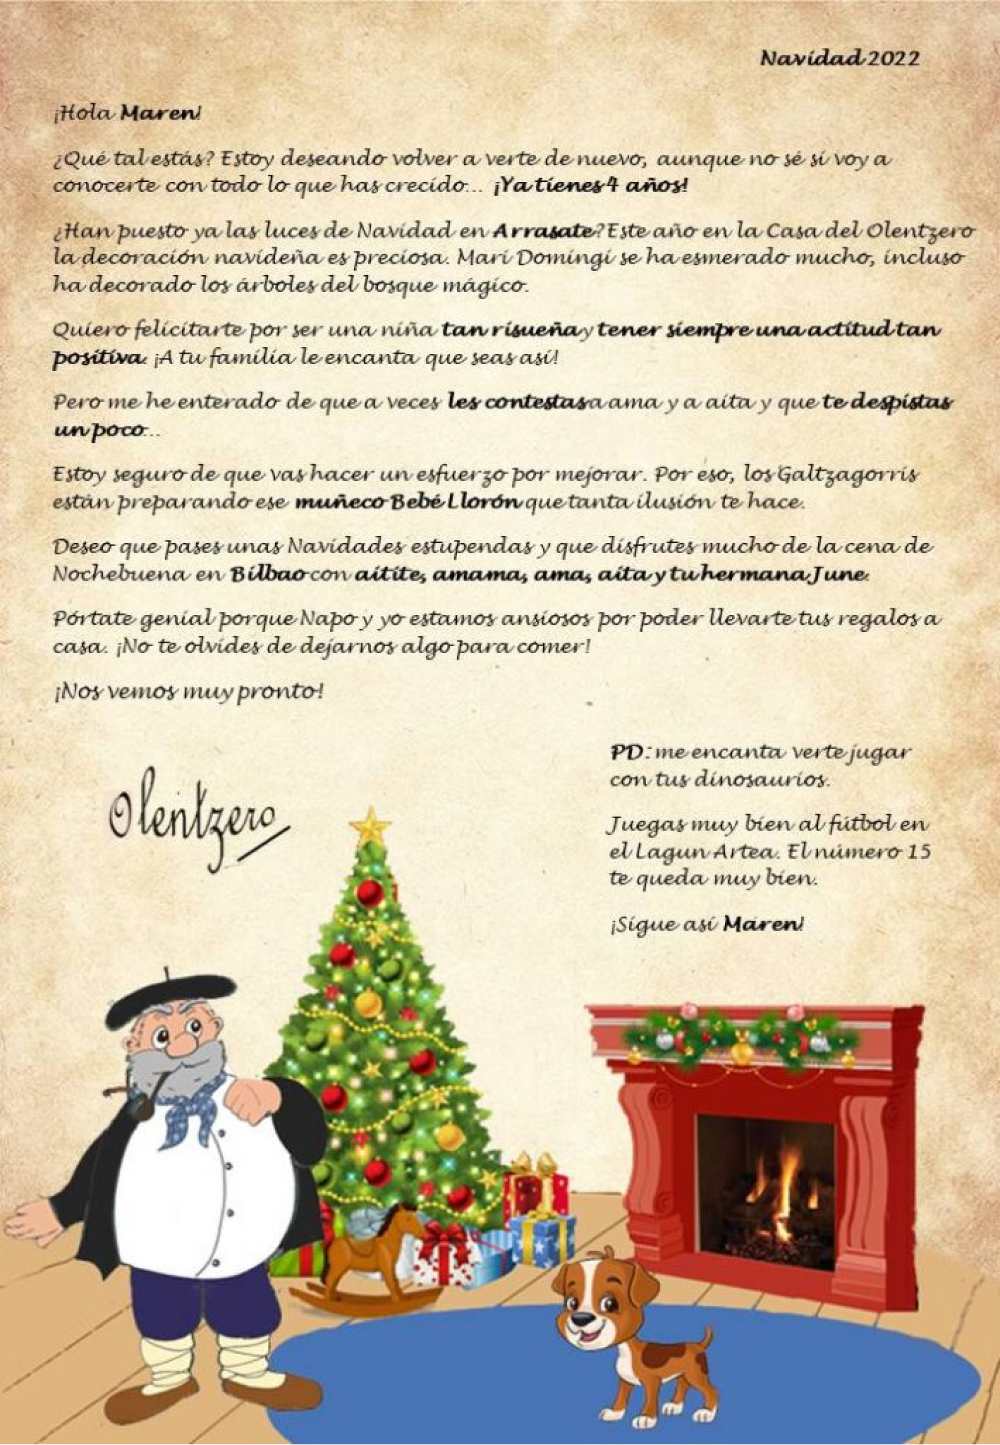 Navidad 2022
¡Hola Maren!
¿Qué tal estás? Estoy deseando volver a verte de nuevo, aunque no sé si voy a
conocerte con todo lo que has crecido... ¡Ya tienes 4 años!
¿Han puesto ya las luces de Navidad en Arrasate? Este año en la Casa del Olentzero
la decoración navideña es preciosa. Mari Domingi se ha esmerado mucho, incluso
ha decorado los árboles del bosque mágico.
Quiero felicitarte por ser una niña tan risueña y tener siempre una actitud tan
positiva. ¡A tu familia le encanta que seas así!
Pero me he enterado de que a veces les contestas a ama y a aita y que te despistas
un poco...
Estoy seguro de que vas hacer un esfuerzo por mejorar. Por eso, los Galtzagorris
están preparando ese muñeco Bebé Llorón que tanta ilusión te hace.
Deseo que pases unas Navidades estupendas y que disfrutes mucho de la cena de
Nochebuena en Bilbao con aitite, amama, ama, aita y tu hermana June.
Pórtate genial porque Napo y yo estamos ansiosos por poder llevarte tus regalos a
casa. ¡No te olvides de dejarnos algo para comer!
¡Nos vemos muy pronto!
Olentzero
PD: me encanta verte jugar
con tus dinosaurios.
Juegas muy bien al fútbol en
el Lagun Artea. El número 15
te queda muy bien.
¡Sigue así Maren!